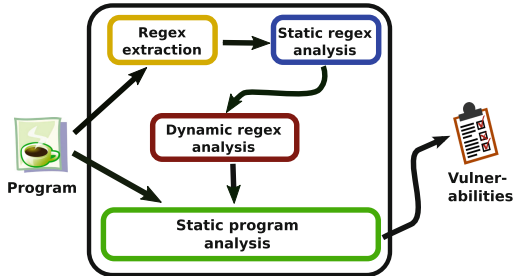 Regex
extraction
Static regex
analysis
Dynamic regex
analysis
Program
Vulner-
abilities
Static program
analysis